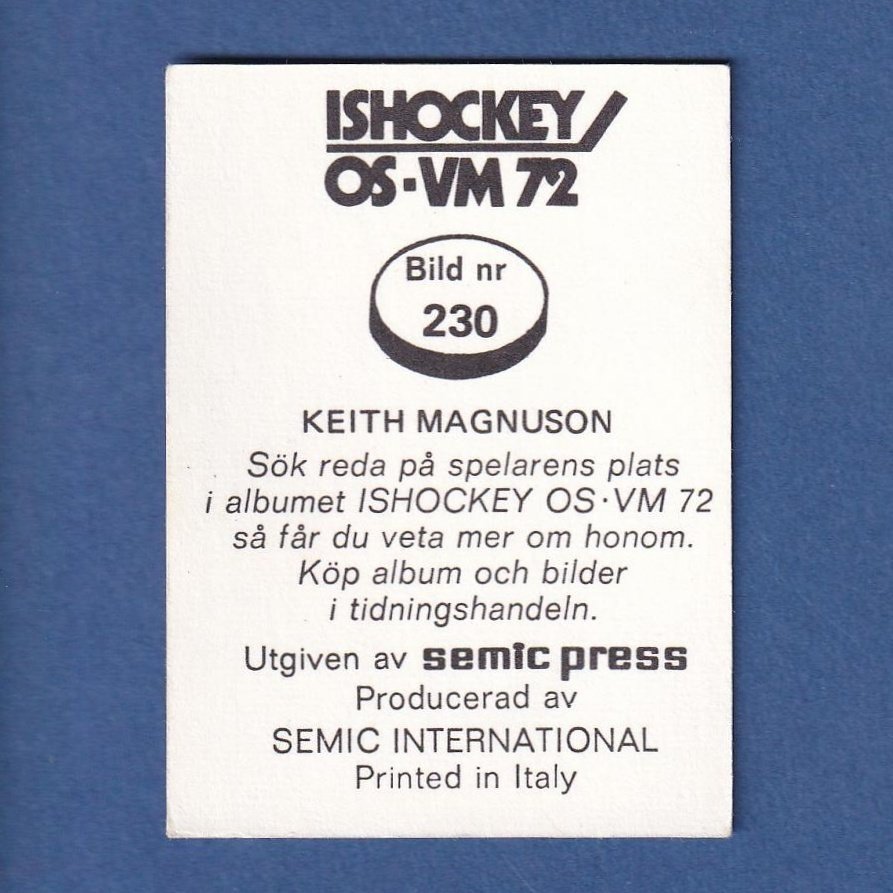 ISHOCKEY
OS·VM 72
Bild nr
230
KEITH MAGNUSON
Sök reda på spelarens plats
i albumet ISHOCKEY OS·VM 72
så får du veta mer om honom.
Köp album och bilder
i tidningshandeln.
Utgiven av semic press
Producerad av
SEMIC INTERNATIONAL
Printed in Italy